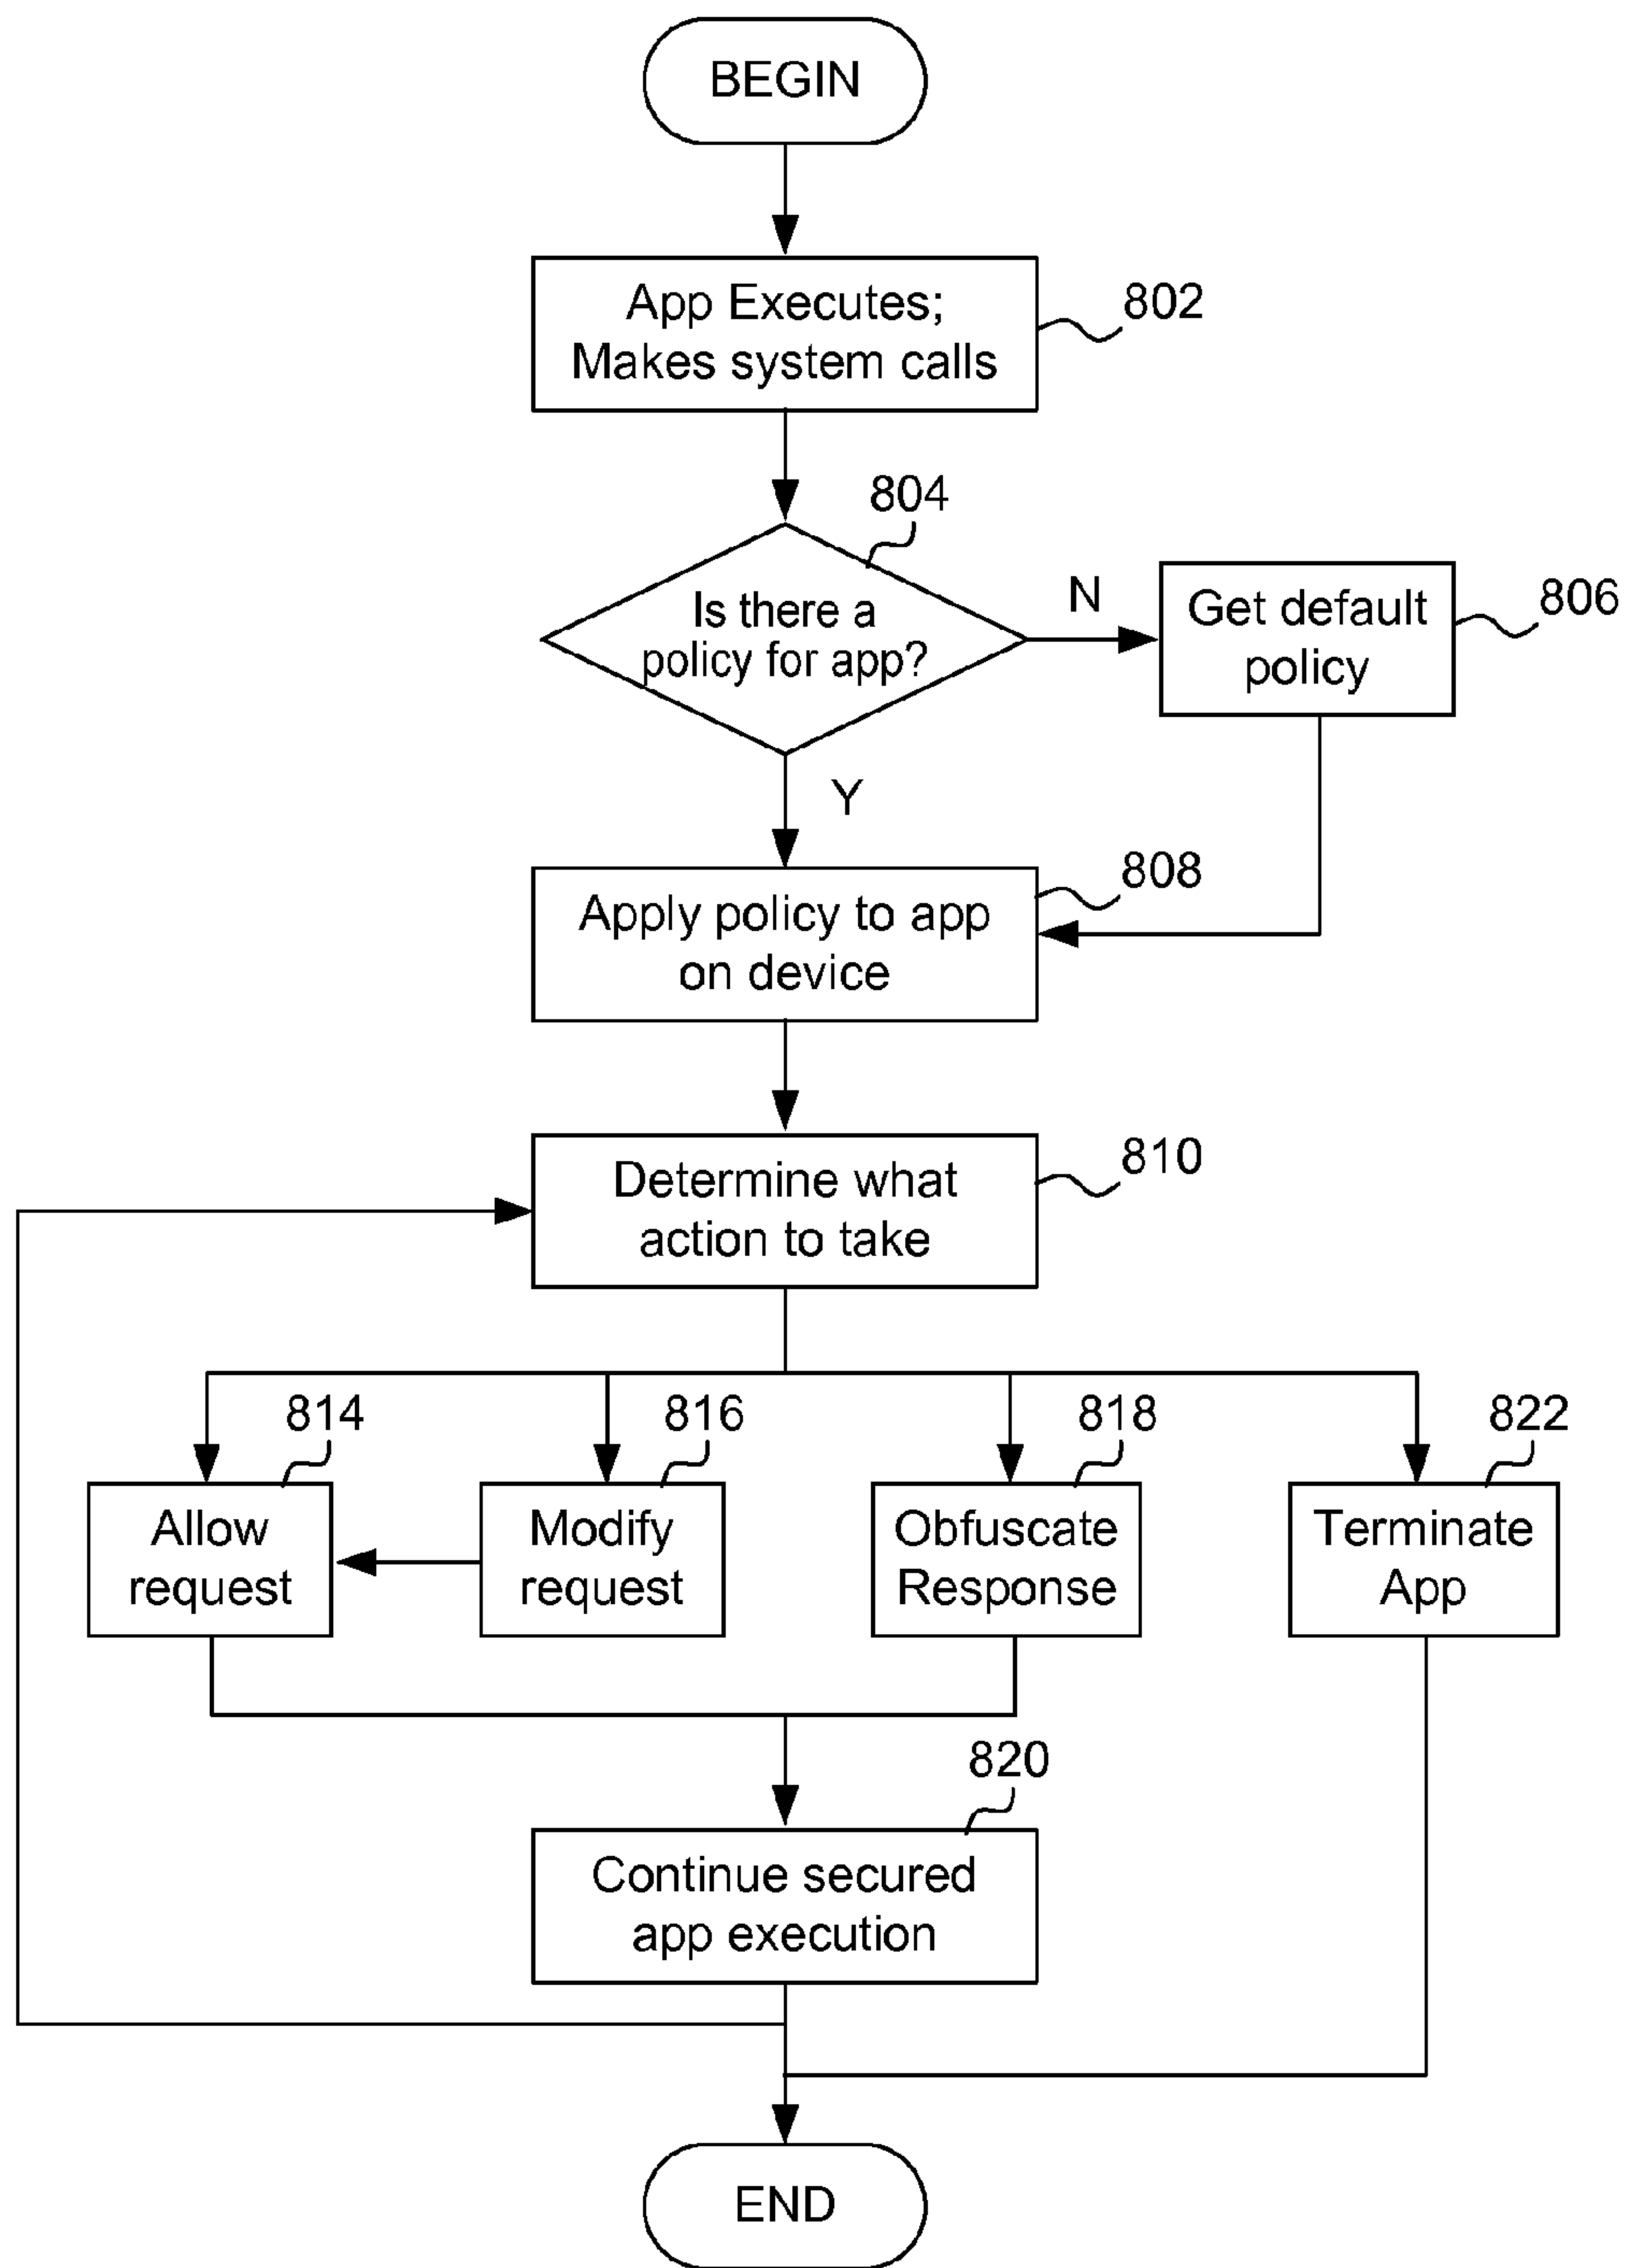 BEGIN
App Executes;
Makes system calls
802
804
Is there a
policy for app?
N
Get default
policy
806
Y
808
Apply policy to app
on device
810
Determine what
action to take
814
816
818
822
Allow
request
Modify
request
Obfuscate
Response
Terminate
App
820
Continue secured
app execution
END